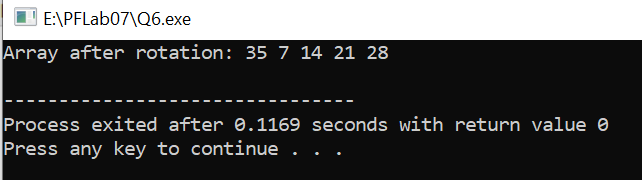 E:\PFLab07\Q6.exe
Array after rotation: 35 7 14 21 28
--------------------------------
Process exited after 0.1169 seconds with return value 0
Press any key to continue . . .